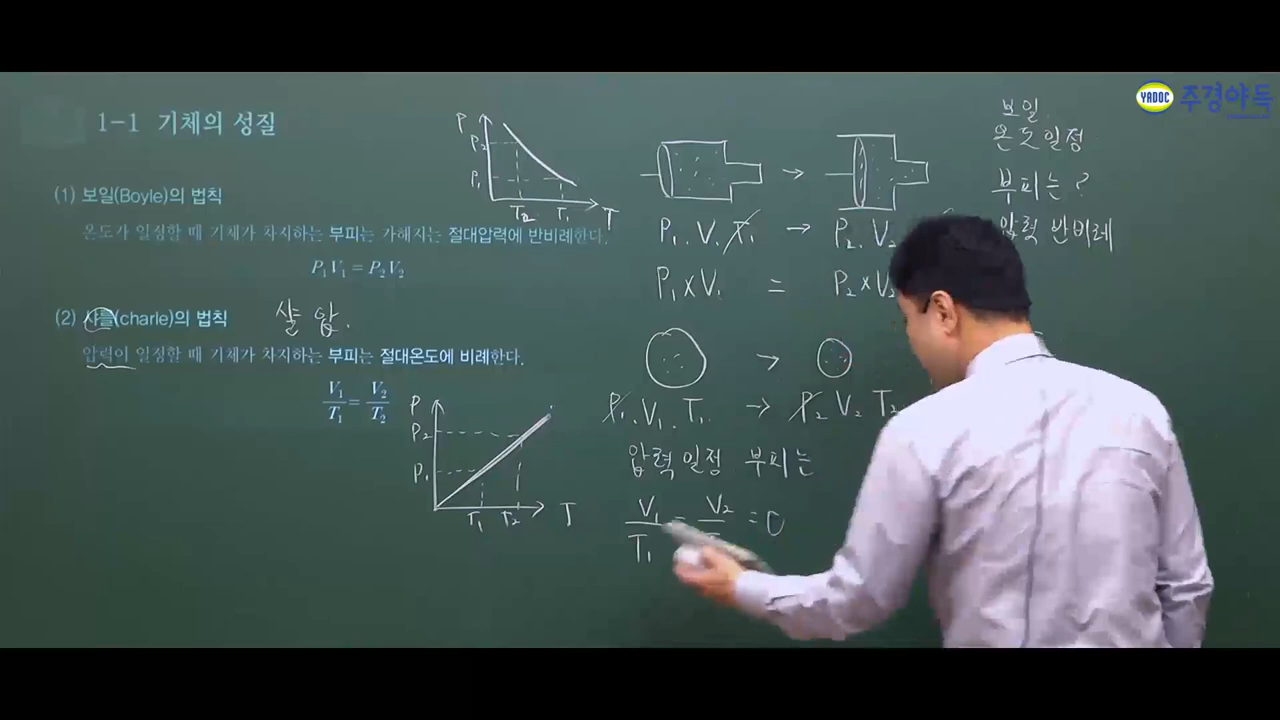 YADOC 주경야독
1-1 기체의 성질
(1) 보일(Boyle)의 법칙
온도가 일정할 때 기체가 차지하는 부피는 가해지는 절대압력에 반비례한다.
P₁V₁ = P₂V₂
(2) 샤를(charle)의 법칙
샬 압.
압력이 일정할 때 기체가 차지하는 부피는 절대온도에 비례한다.
V₁/T₁ = V₂/T₂
P
P₂
P₁
T₂ T₁ T
P
P₂
P₁
T₁ T₂ T
→
P₁. V. T₁ → P₂. V₂
P₁×V₁ = P₂×V₂
→
P₁. V₁. T₁. → P₂ V₂ T₂
압력일정 부피는
V₁/T₁ = V₂ = 0
보일.
온도일정
부피는?
압력 반비례